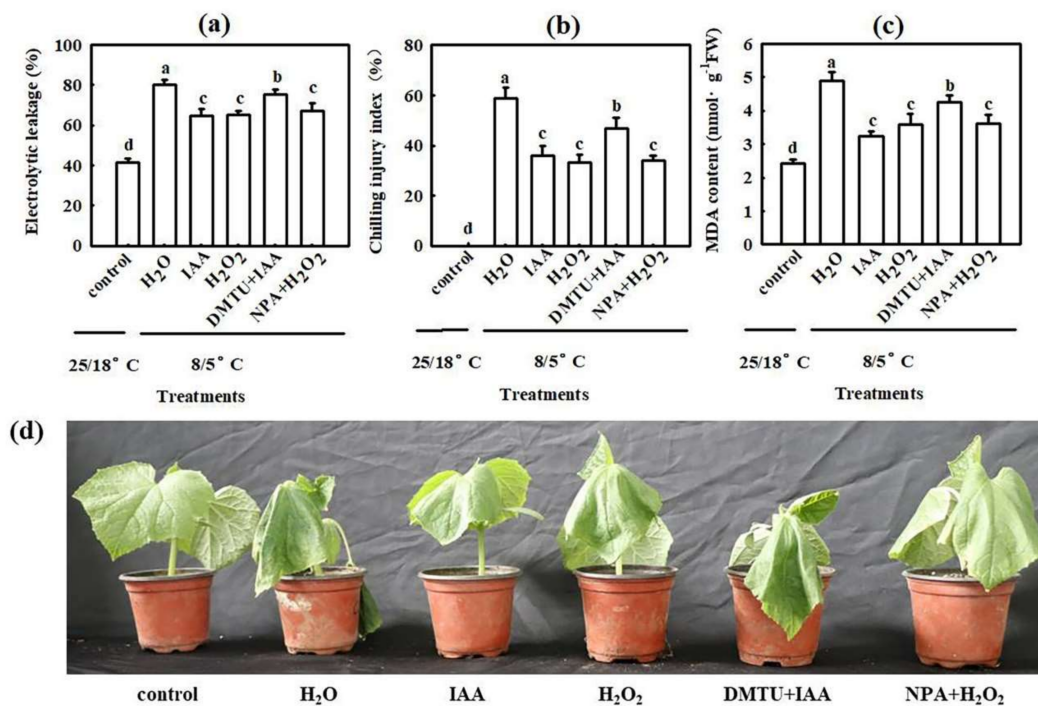 (a)
Electrolytic leakage (%)
100
80
60
40
20
0
d
a
c
c
b
c
control
H₂O
IAA
H₂O₂
DMTU+IAA
NPA+H₂O₂
25/18° C
8/5° C
Treatments
(b)
Chilling injury index (%)
80
60
40
20
0
d
a
c
c
b
c
control
H₂O
IAA
H₂O₂
DMTU+IAA
NPA+H₂O₂
25/18° C
8/5° C
Treatments
(c)
MDA content (nmol· g⁻¹FW)
6
5
4
3
2
1
0
d
a
c
c
b
c
control
H₂O
IAA
H₂O₂
DMTU+IAA
NPA+H₂O₂
25/18° C
8/5° C
Treatments
(d)
control H₂O IAA H₂O₂ DMTU+IAA NPA+H₂O₂